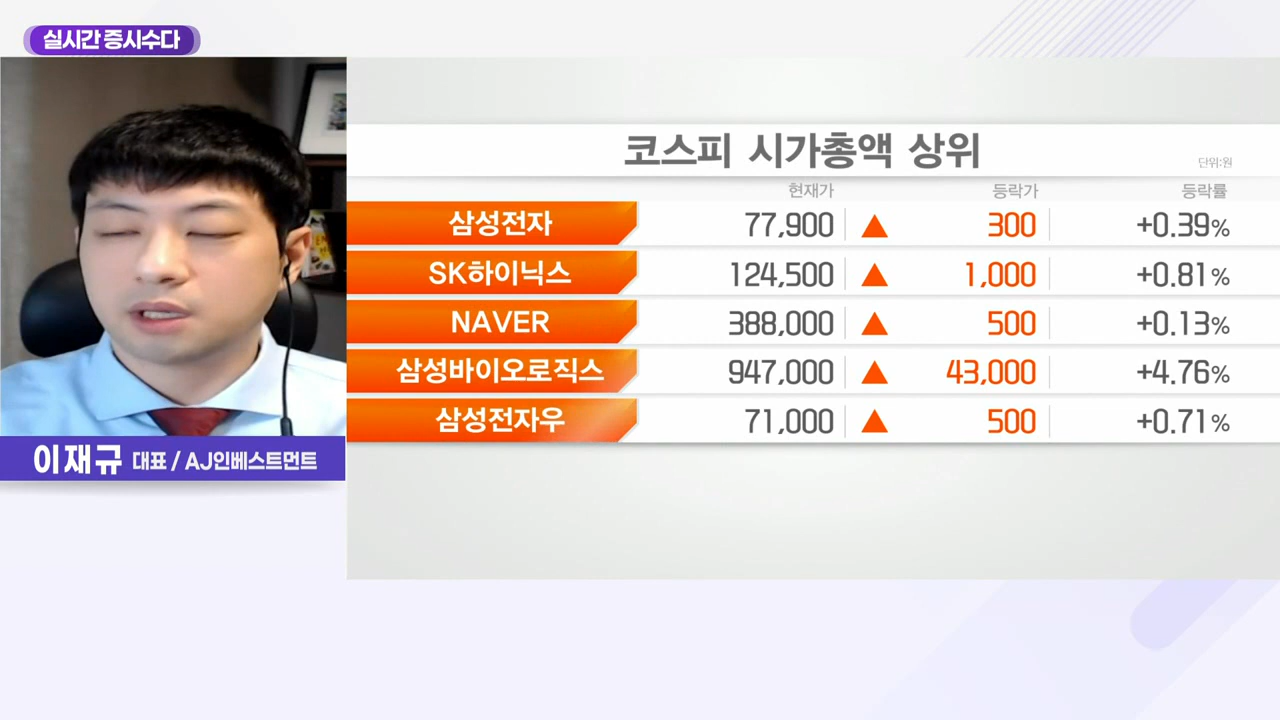 실시간 증시수다
코스피 시가총액 상위
단위:원
현재가 등락가 등락률
삼성전자 77,900 ▲ 300 +0.39%
SK하이닉스 124,500 ▲ 1,000 +0.81%
NAVER 388,000 ▲ 500 +0.13%
삼성바이오로직스 947,000 ▲ 43,000 +4.76%
삼성전자우 71,000 ▲ 500 +0.71%
이재규 대표 / AJ인베스트먼트